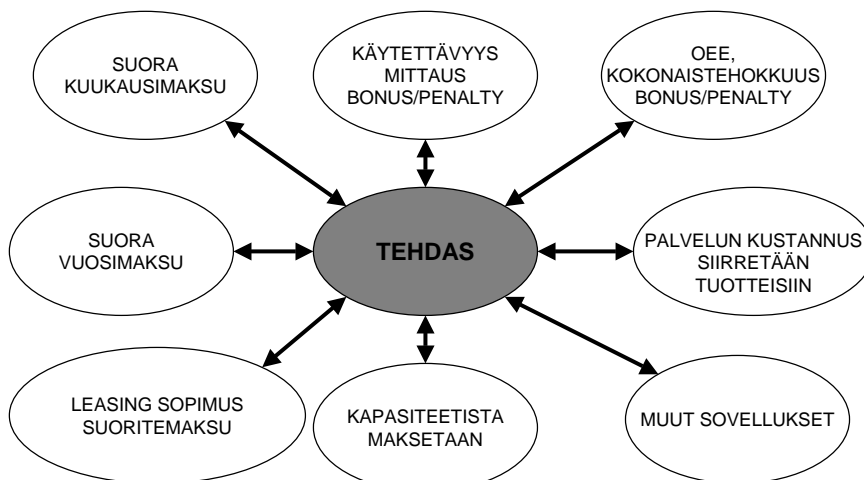 SUORA
KUUKAUSIMAKSU
KÄYTETTÄVYYS
MITTAUS
BONUS/PENALTY
OEE,
KOKONAISTEHOKKUUS
BONUS/PENALTY
SUORA
VUOSIMAKSU
TEHDAS
PALVELUN KUSTANNUS
SIIRRETÄÄN
TUOTTEISIIN
LEASING SOPIMUS
SUORITEMAKSU
KAPASITEETISTA
MAKSETAAN
MUUT SOVELLUKSET